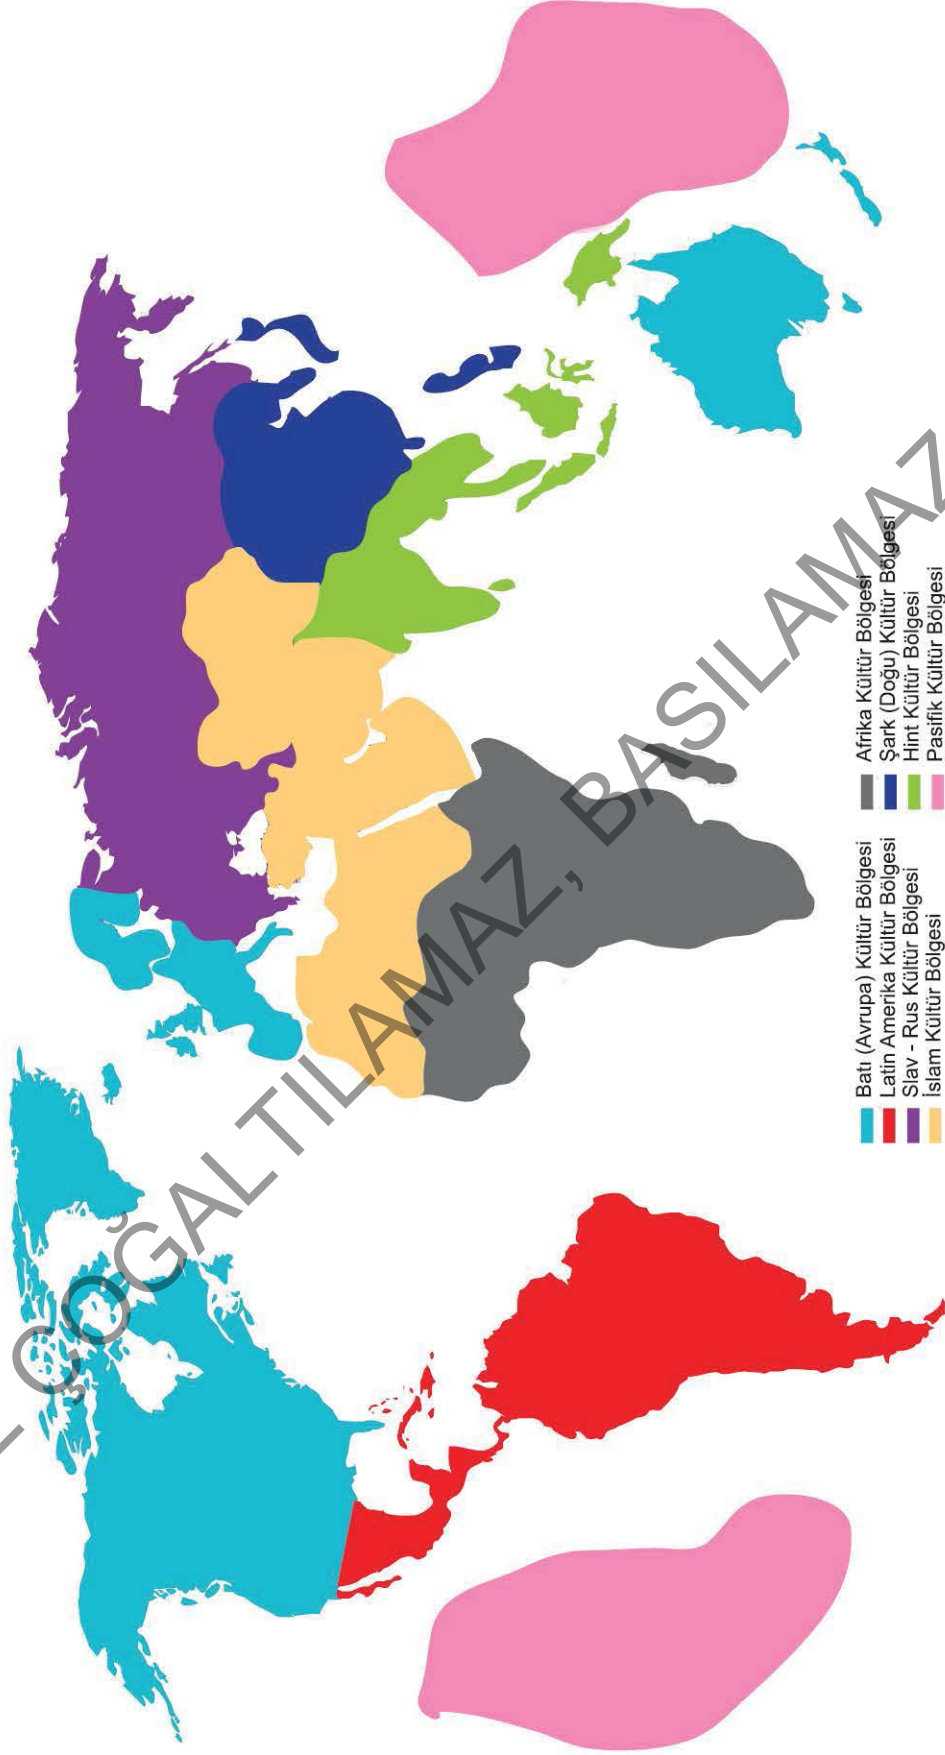 Batı (Avrupa) Kültür Bölgesi
Latin Amerika Kültür Bölgesi
Slav - Rus Kültür Bölgesi
İslam Kültür Bölgesi
Afrika Kültür Bölgesi
Şark (Doğu) Kültür Bölgesi
Hint Kültür Bölgesi
Pasifik Kültür Bölgesi
- ÇOĞALTILAMAZ, BASILAMAZ